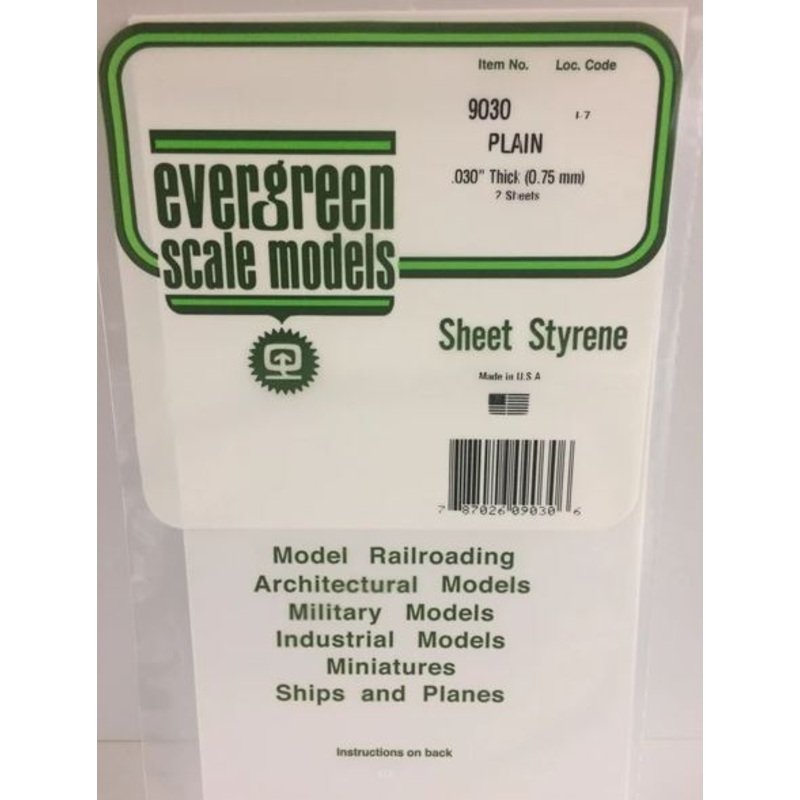 Item No. Loc. Code
9030 I-7
PLAIN
.030" Thick (0.75 mm)
2 Sheets
evergreen
scale models
Sheet Styrene
Made in U.S.A
7 87026 09030 6
Model Railroading
Architectural Models
Military Models
Industrial Models
Miniatures
Ships and Planes
Instructions on back